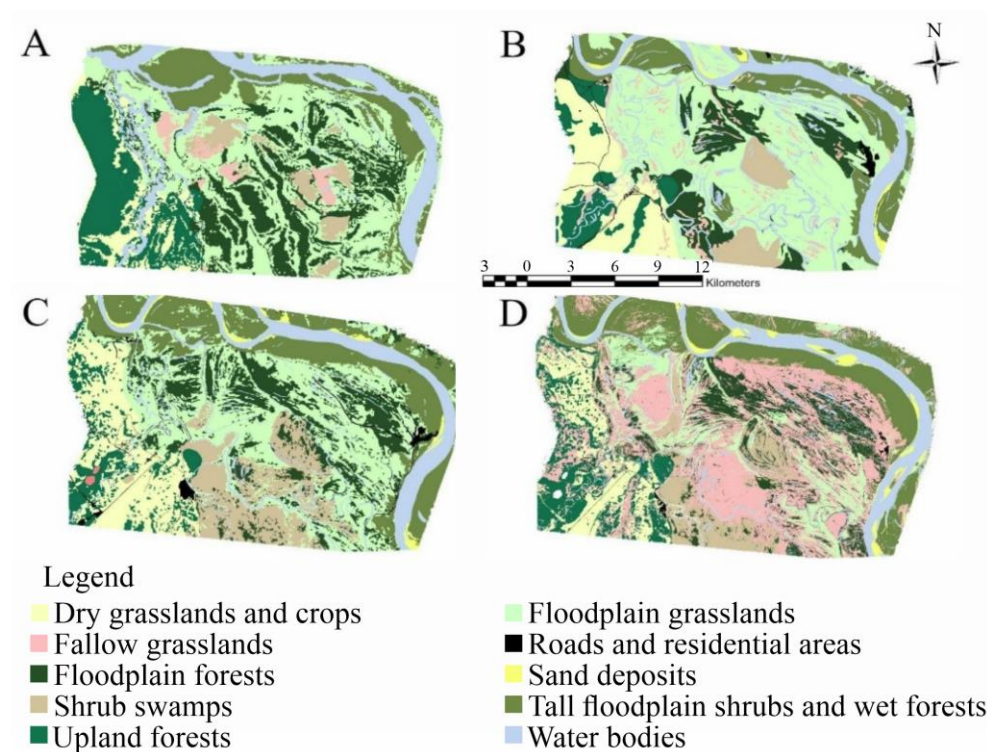 A
B
N
3 0 3 6 9 12
Kilometers
C
D
Legend
Dry grasslands and crops
Fallow grasslands
Floodplain forests
Shrub swamps
Upland forests
Floodplain grasslands
Roads and residential areas
Sand deposits
Tall floodplain shrubs and wet forests
Water bodies